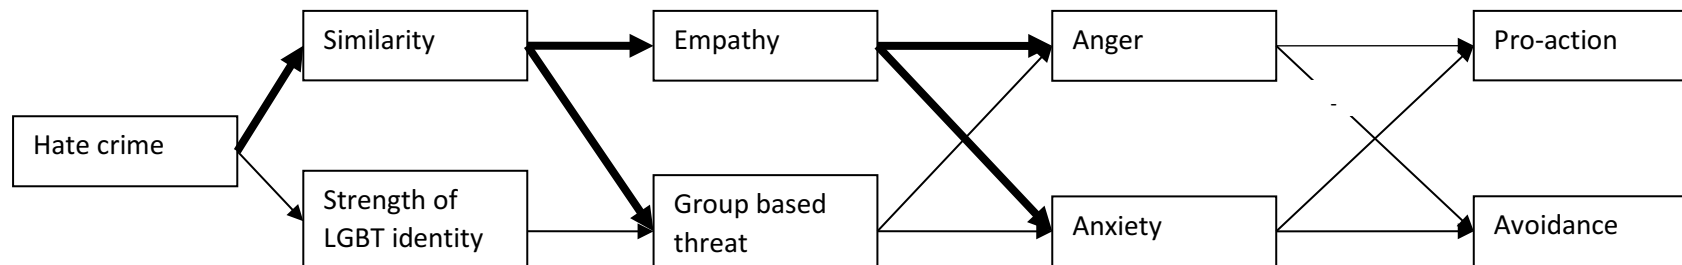 Similarity
Empathy
Anger
Pro-action
-
Hate crime
Strength of
LGBT identity
Group based
threat
Anxiety
Avoidance